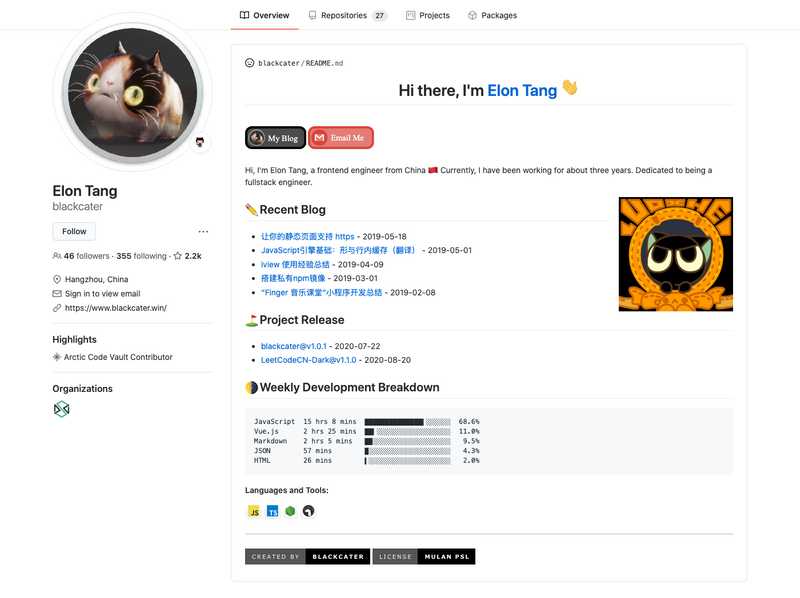 Overview
Repositories 27
Projects
Packages
blackcater/README.md
Hi there, I'm Elon Tang
My Blog
Email Me
Hi, I'm Elon Tang, a frontend engineer from China Currently, I have been working for about three years. Dedicated to being a
fullstack engineer.
Elon Tang
blackcater
Follow
46 followers · 355 following · 2.2k
Hangzhou, China
Sign in to view email
https://www.blackcater.win/
Highlights
Arctic Code Vault Contributor
Organizations
Recent Blog
让你的静态页面支持 https - 2019-05-18
JavaScript引擎基础：形与行内缓存（翻译） - 2019-05-01
iview 使用经验总结 - 2019-04-09
搭建私有npm镜像 - 2019-03-01
“Finger 音乐课堂”小程序开发总结 - 2019-02-08
Project Release
blackcater@v1.0.1 - 2020-07-22
LeetCodeCN-Dark@v1.1.0 - 2020-08-20
Weekly Development Breakdown
JavaScript 15 hrs 8 mins 68.6%
Vue.js 2 hrs 25 mins 11.0%
Markdown 2 hrs 5 mins 9.5%
JSON 57 mins 4.3%
HTML 26 mins 2.0%
Languages and Tools:
JS
TS
CREATED BY BLACKCATER
LICENSE MULAN PSL